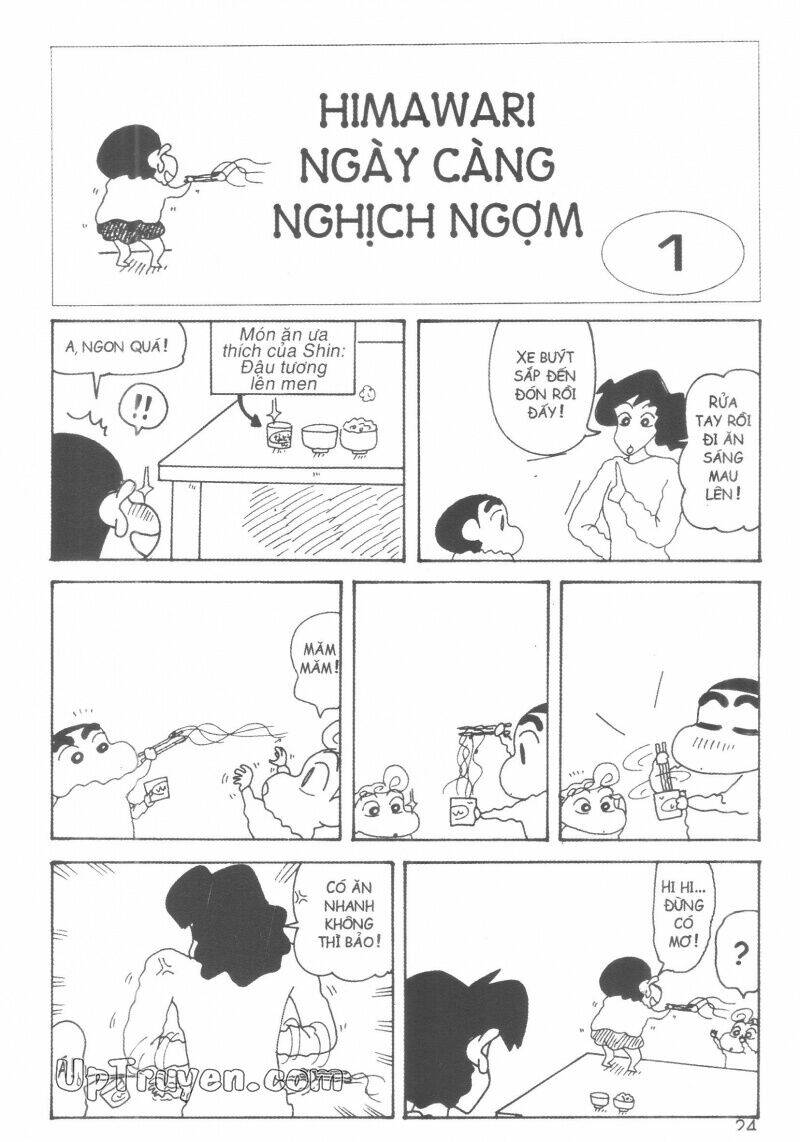 HIMAWARI
NGÀY CÀNG
NGHỊCH NGỢM
1
XE BUÝT
SẮP ĐẾN
ĐÓN RỒI
ĐẤY!
RỬA
TAY RỒI
ĐI ĂN
SÁNG
MAU
LÊN!
A, NGON QUÁ!
!!
Món ăn ưa
thích của Shin:
Đậu tương
lên men
MĂM
MĂM!
HI HI...
ĐỪNG
CÓ
MƠ!
?
CÓ ĂN
NHANH
KHÔNG
THÌ BẢO!
UpTruyen.com
24